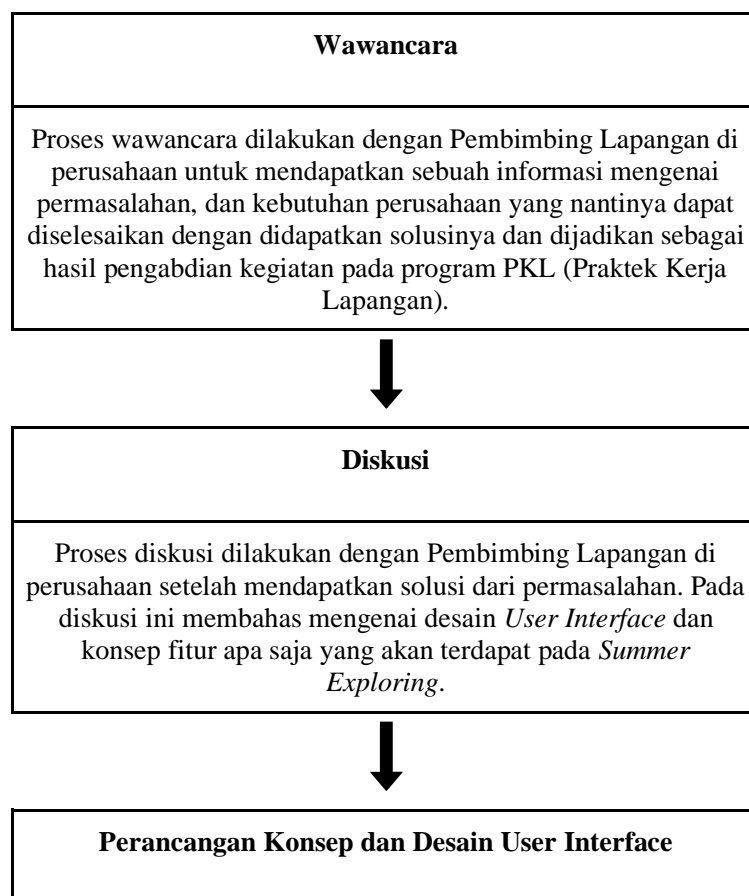 Wawancara
Proses wawancara dilakukan dengan Pembimbing Lapangan di
perusahaan untuk mendapatkan sebuah informasi mengenai
permasalahan, dan kebutuhan perusahaan yang nantinya dapat
diselesaikan dengan didapatkan solusinya dan dijadikan sebagai
hasil pengabdian kegiatan pada program PKL (Praktek Kerja
Lapangan).
Diskusi
Proses diskusi dilakukan dengan Pembimbing Lapangan di
perusahaan setelah mendapatkan solusi dari permasalahan. Pada
diskusi ini membahas mengenai desain User Interface dan
konsep fitur apa saja yang akan terdapat pada Summer
Exploring.
Perancangan Konsep dan Desain User Interface